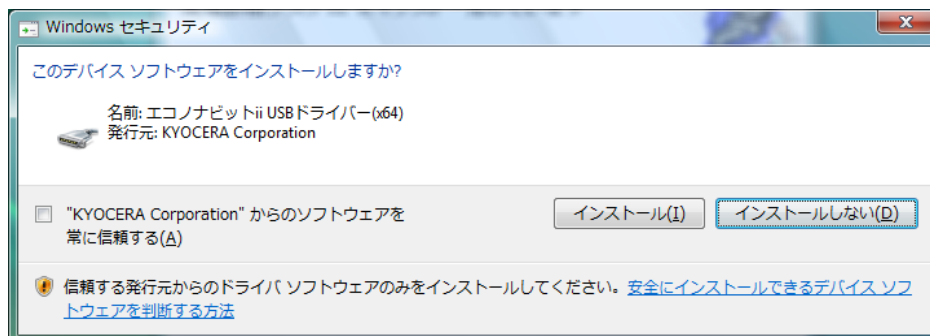 Windows セキュリティ
このデバイス ソフトウェアをインストールしますか?
名前: エコノナビットii USBドライバー(x64)
発行元: KYOCERA Corporation
"KYOCERA Corporation" からのソフトウェアを
常に信頼する(A)
インストール(I)
インストールしない(D)
信頼する発行元からのドライバ ソフトウェアのみをインストールしてください。安全にインストールできるデバイス ソフ
トウェアを判断する方法